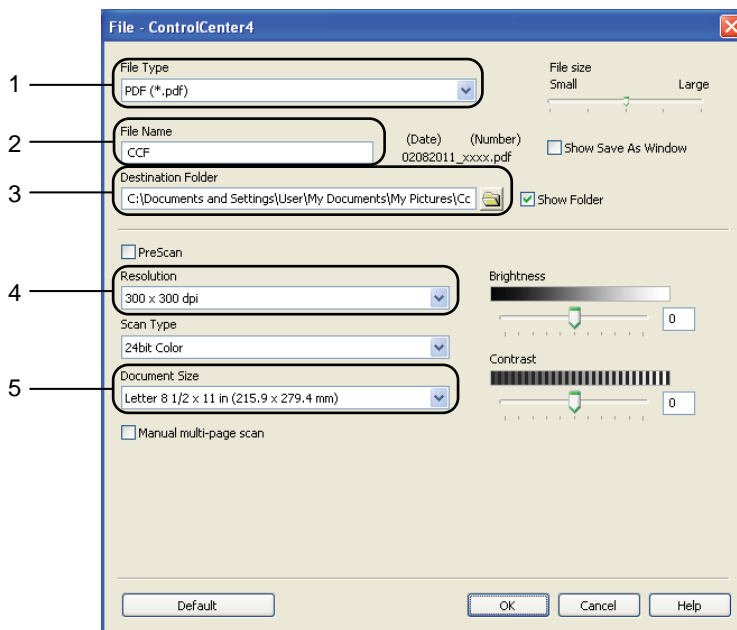 File - ControlCenter4
1
File Type
PDF (*.pdf)
File size
Small Large
2
File Name
CCF
(Date) (Number)
02082011_xxxx.pdf
Show Save As Window
3
Destination Folder
C:\Documents and Settings\User\My Documents\My Pictures\Cc
Show Folder
PreScan
4
Resolution
300 x 300 dpi
Brightness
0
Scan Type
24bit Color
Contrast
0
5
Document Size
Letter 8 1/2 x 11 in (215.9 x 279.4 mm)
Manual multi-page scan
Default
OK
Cancel
Help